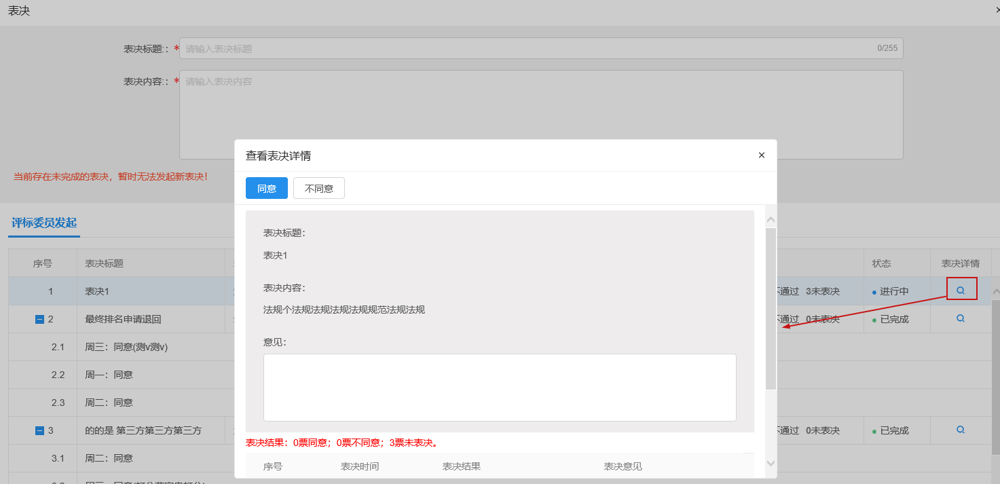 表决
×
表决标题:：*
请输入表决标题
0/255
表决内容:：*
请输入表决内容
当前存在未完成的表决，暂时无法发起新表决！
查看表决详情
×
同意
不同意
表决标题：
表决1
表决内容：
法规个法规法规法规法规规范法规法规
意见：
表决结果：0票同意；0票不同意；3票未表决。
序号 表决时间 表决结果 表决意见
评标委员发起
序号 表决标题 状态 表决详情
1 表决1 通过 3未表决 进行中
2 最终排名申请退回 通过 0未表决 已完成
2.1 周三：同意(测v测v)
2.2 周一：同意
2.3 周二：同意
3 的的是 第三方第三方第三方 通过 0未表决 已完成
3.1 周二：同意